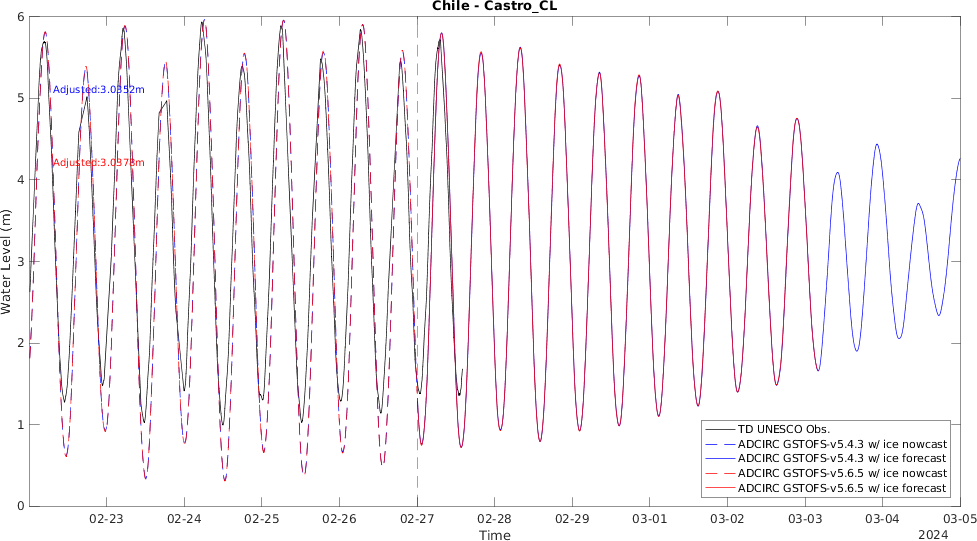 Chile - Castro_CL
6
5
4
3
2
1
0
Water Level (m)
Adjusted:3.0352m
Adjusted:3.0378m
TD UNESCO Obs.
ADCIRC GSTOFS-v5.4.3 w/ ice nowcast
ADCIRC GSTOFS-v5.4.3 w/ ice forecast
ADCIRC GSTOFS-v5.6.5 w/ ice nowcast
ADCIRC GSTOFS-v5.6.5 w/ ice forecast
02-23 02-24 02-25 02-26 02-27 02-28 02-29 03-01 03-02 03-03 03-04 03-05
Time
2024